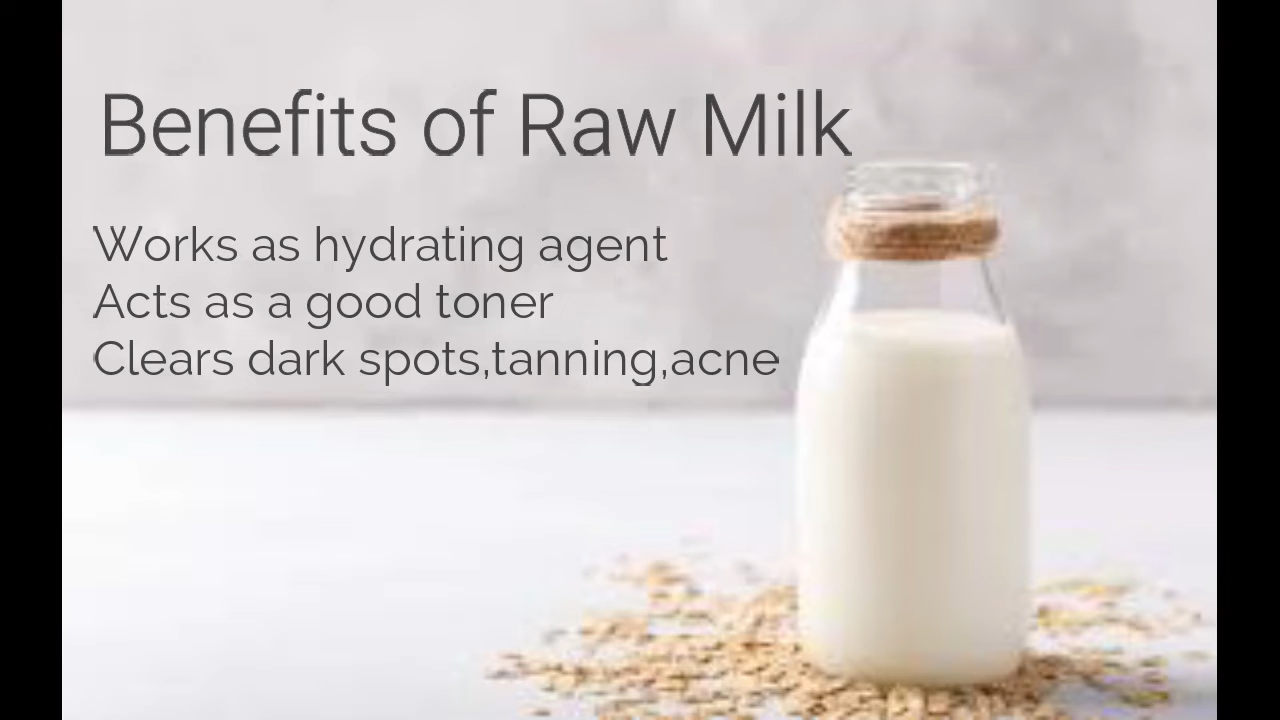 Benefits of Raw Milk
Works as hydrating agent
Acts as a good toner
Clears dark spots,tanning,acne